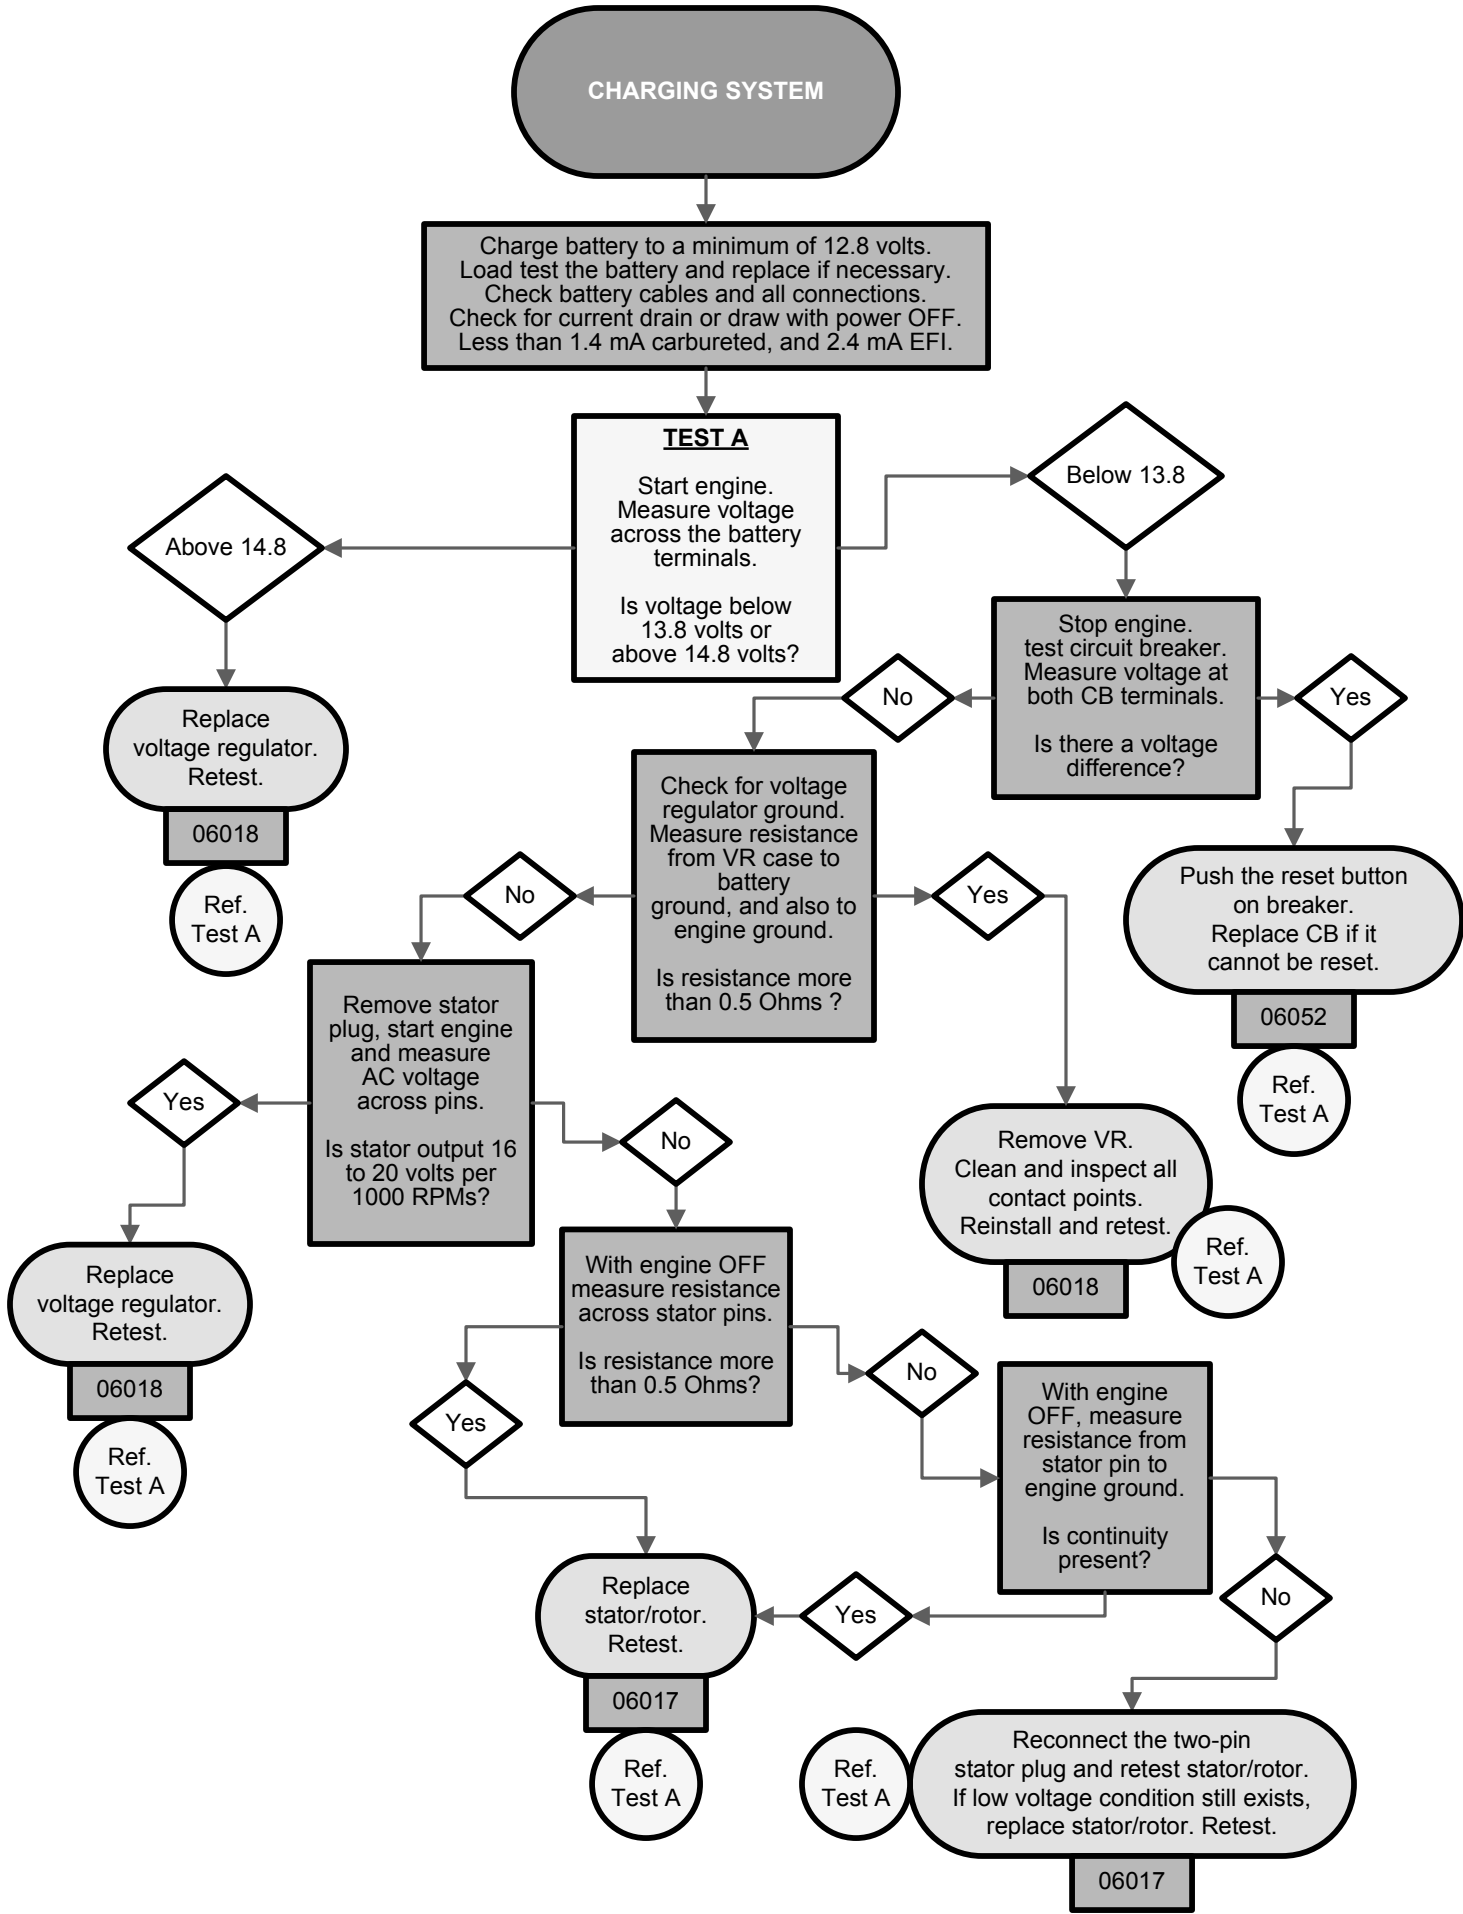 CHARGING SYSTEM
Charge battery to a minimum of 12.8 volts.
Load test the battery and replace if necessary.
Check battery cables and all connections.
Check for current drain or draw with power OFF.
Less than 1.4 mA carbureted, and 2.4 mA EFI.
TEST A
Start engine.
Measure voltage
across the battery
terminals.
Is voltage below
13.8 volts or
above 14.8 volts?
Below 13.8
Above 14.8
Replace
voltage regulator.
Retest.
06018
Ref.
Test A
Stop engine.
test circuit breaker.
Measure voltage at
both CB terminals.
Is there a voltage
difference?
No
Yes
Push the reset button
on breaker.
Replace CB if it
cannot be reset.
06052
Ref.
Test A
Check for voltage
regulator ground.
Measure resistance
from VR case to
battery
ground, and also to
engine ground.
Is resistance more
than 0.5 Ohms ?
No
Yes
Remove VR.
Clean and inspect all
contact points.
Reinstall and retest.
06018
Ref.
Test A
Remove stator
plug, start engine
and measure
AC voltage
across pins.
Is stator output 16
to 20 volts per
1000 RPMs?
Yes
No
Replace
voltage regulator.
Retest.
06018
Ref.
Test A
With engine OFF
measure resistance
across stator pins.
Is resistance more
than 0.5 Ohms?
Yes
No
With engine
OFF, measure
resistance from
stator pin to
engine ground.
Is continuity
present?
Yes
No
Replace
stator/rotor.
Retest.
06017
Ref.
Test A
Ref.
Test A
Reconnect the two-pin
stator plug and retest stator/rotor.
If low voltage condition still exists,
replace stator/rotor. Retest.
06017